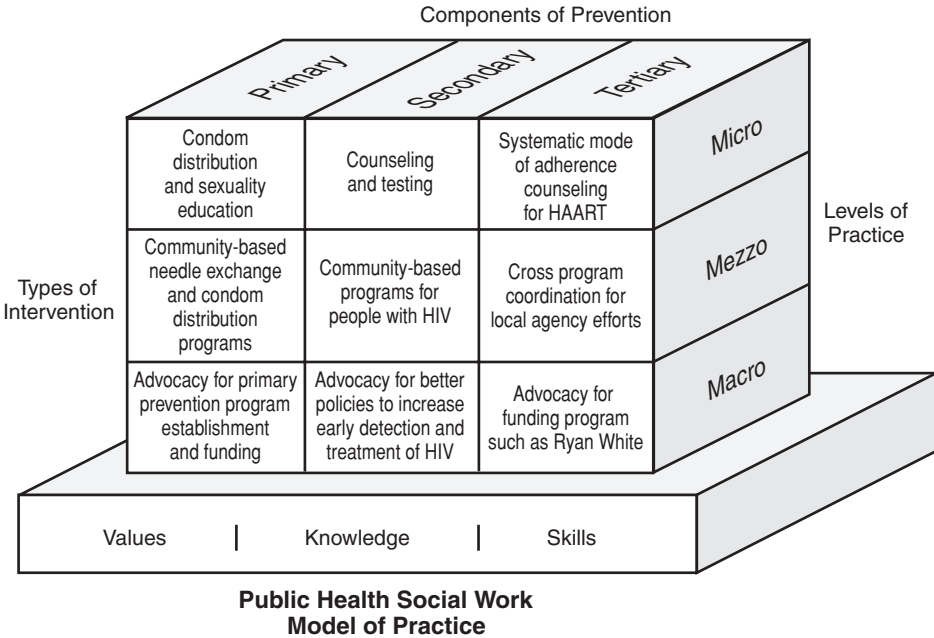 Components of Prevention
Primary
Secondary
Tertiary
Condom
distribution
and sexuality
education
Counseling
and testing
Systematic mode
of adherence
counseling
for HAART
Micro
Types of
Intervention
Community-based
needle exchange
and condom
distribution
programs
Community-based
programs for
people with HIV
Cross program
coordination for
local agency efforts
Mezzo
Levels of
Practice
Advocacy for primary
prevention program
establishment
and funding
Advocacy for better
policies to increase
early detection and
treatment of HIV
Advocacy for
funding program
such as Ryan White
Macro
Values | Knowledge | Skills
Public Health Social Work
Model of Practice